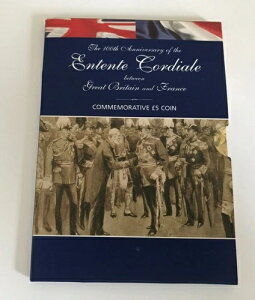 The 100th Anniversary of the
Entente Cordiale
between
Great Britain and France
COMMEMORATIVE £5 COIN